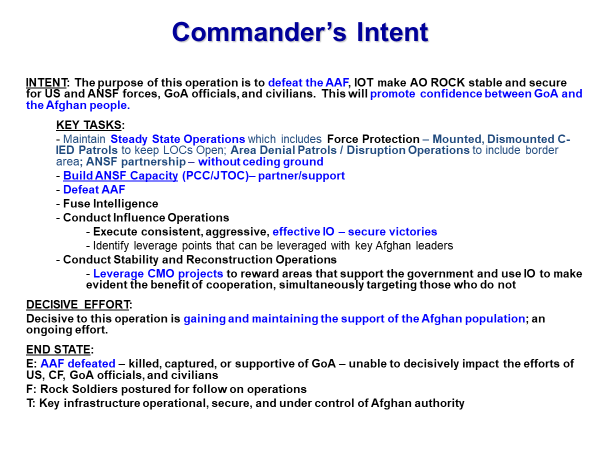 Commander's Intent
INTENT: The purpose of this operation is to defeat the AAF, IOT make AO ROCK stable and secure
for US and ANSF forces, GoA officials, and civilians. This will promote confidence between GoA and
the Afghan people.
KEY TASKS:
- Maintain Steady State Operations which includes Force Protection – Mounted, Dismounted C-
IED Patrols to keep LOCs Open; Area Denial Patrols / Disruption Operations to include border
area; ANSF partnership – without ceding ground
- Build ANSF Capacity (PCC/JTOC)– partner/support
- Defeat AAF
- Fuse Intelligence
- Conduct Influence Operations
- Execute consistent, aggressive, effective IO – secure victories
- Identify leverage points that can be leveraged with key Afghan leaders
- Conduct Stability and Reconstruction Operations
- Leverage CMO projects to reward areas that support the government and use IO to make
evident the benefit of cooperation, simultaneously targeting those who do not
DECISIVE EFFORT:
Decisive to this operation is gaining and maintaining the support of the Afghan population; an
ongoing effort.
END STATE:
E: AAF defeated – killed, captured, or supportive of GoA – unable to decisively impact the efforts of
US, CF, GoA officials, and civilians
F: Rock Soldiers postured for follow on operations
T: Key infrastructure operational, secure, and under control of Afghan authority